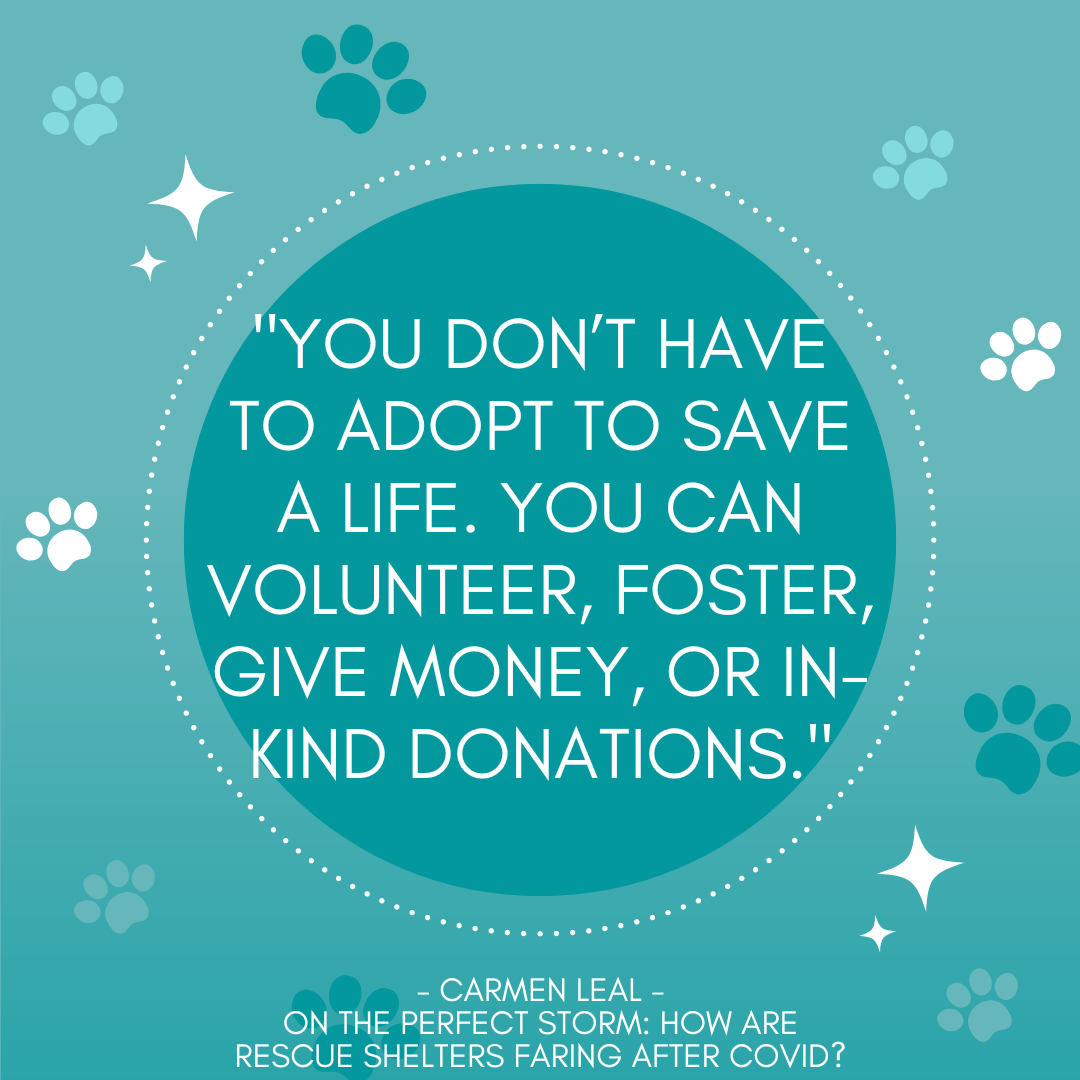 "YOU DON’T HAVE
TO ADOPT TO SAVE
A LIFE. YOU CAN
VOLUNTEER, FOSTER,
GIVE MONEY, OR IN-
KIND DONATIONS."
- CARMEN LEAL -
ON THE PERFECT STORM: HOW ARE
RESCUE SHELTERS FARING AFTER COVID?